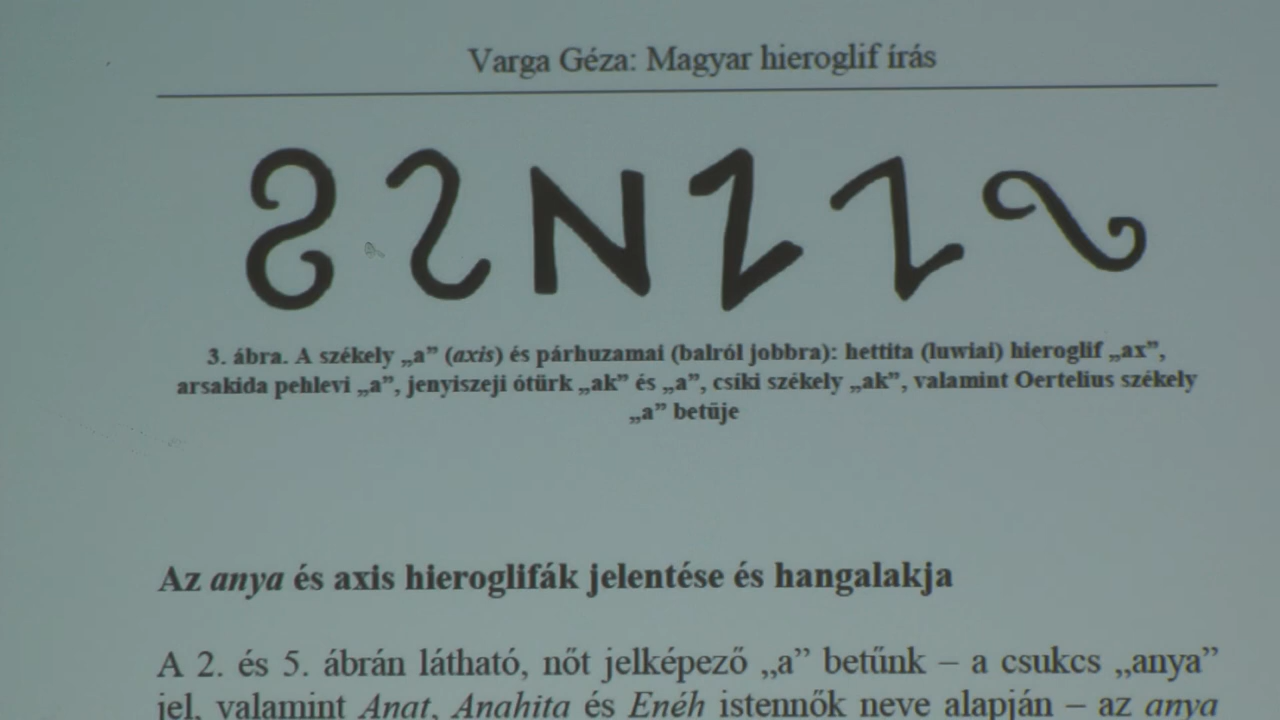 Varga Géza: Magyar hieroglif írás
3. ábra. A székely „a” (axis) és párhuzamai (balról jobbra): hettita (luwiai) hieroglif „ax”,
arsakida pehlevi „a”, jenyiszeji ótürk „ak” és „a”, csíki székely „ak”, valamint Oertelius székely
„a” betűje
Az anya és axis hieroglifák jelentése és hangalakja
A 2. és 5. ábrán látható, nőt jelképező „a” betűnk – a csukcs „anya”
jel, valamint Anat, Anahita és Enéh istennők neve alapján – az anya